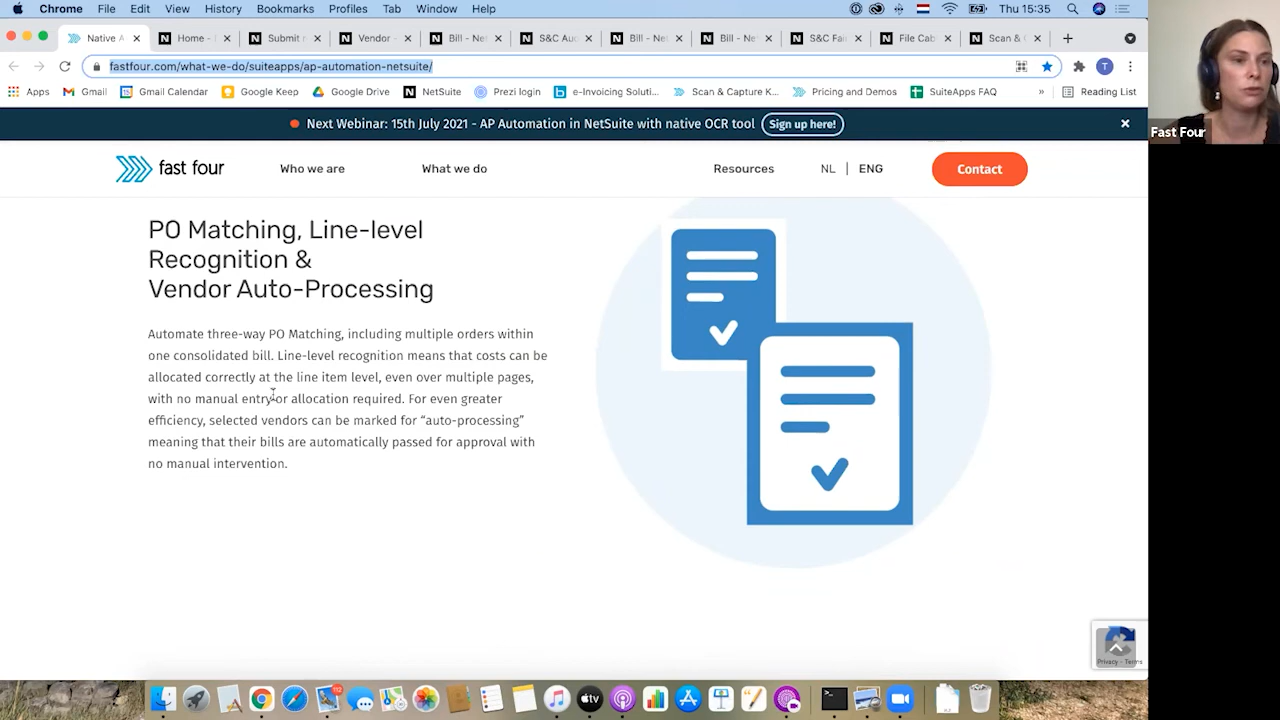 Chrome File Edit View History Bookmarks Profiles Tab Window Help Thu 15:35
Native A Home - Submit Vendor - Bill - Ne S&C Au Bill - Ne Bill - Ne S&C Fai File Cab Scan &
fastfour.com/what-we-do/suiteapps/ap-automation-netsuite/ T
Apps Gmail Gmail Calendar Google Keep Google Drive NetSuite Prezi login e-Invoicing Soluti... Scan & Capture K... Pricing and Demos SuiteApps FAQ » Reading List
Next Webinar: 15th July 2021 - AP Automation in NetSuite with native OCR tool Sign up here!
Fast Four
fast four Who we are What we do Resources NL | ENG Contact
PO Matching, Line-level
Recognition &
Vendor Auto-Processing
Automate three-way PO Matching, including multiple orders within
one consolidated bill. Line-level recognition means that costs can be
allocated correctly at the line item level, even over multiple pages,
with no manual entry or allocation required. For even greater
efficiency, selected vendors can be marked for “auto-processing”
meaning that their bills are automatically passed for approval with
no manual intervention.
Privacy - Terms
tv